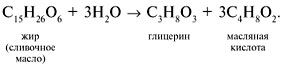 C₁₅H₂₆O₆ + 3H₂O → C₃H₈O₃ + 3C₄H₈O₂.
жир глицерин масляная
(сливочное кислота
масло)